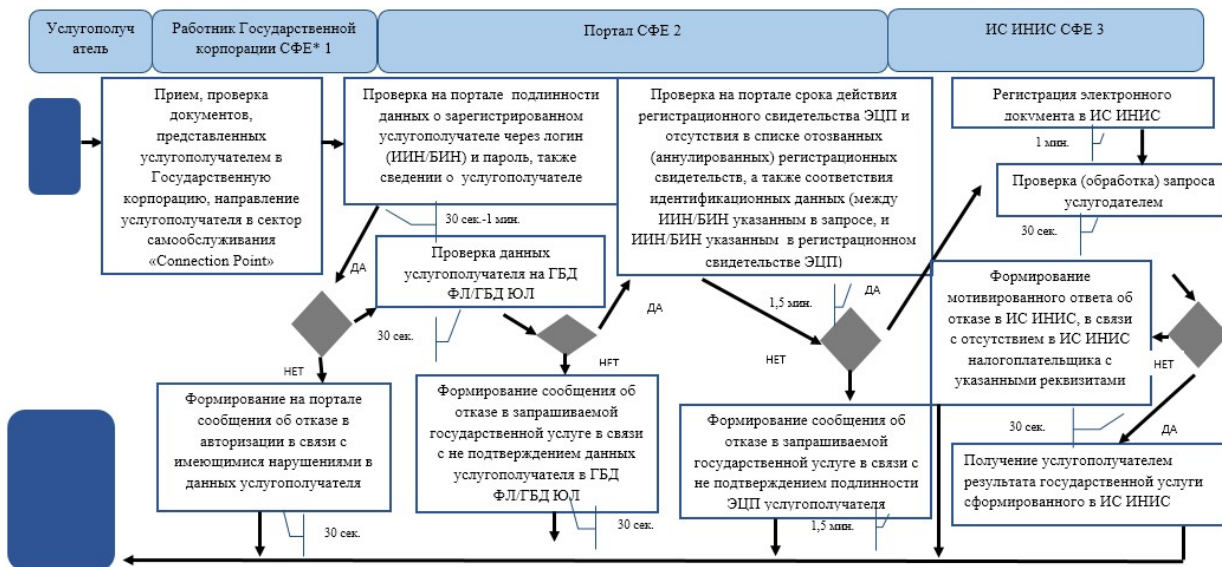 Услугополуч
атель
Работник Государственной
корпорации СФЕ* 1
Портал СФЕ 2
ИС ИНИС СФЕ 3
Прием, проверка
документов,
представленных
услугополучателем в
Государственную
корпорацию, направление
услугополучателя в сектор
самообслуживания
«Connection Point»
Проверка на портале подлинности
данных о зарегистрированном
услугополучателе через логин
(ИИН/БИН) и пароль, также
сведении о услугополучателе
30 сек.-1 мин.
ДА
НЕТ
Формирование на портале
сообщения об отказе в
авторизации в связи с
имеющимися нарушениями в
данных услугополучателя
30 сек.
Проверка данных
услугополучателя на ГБД
ФЛ/ГБД ЮЛ
30 сек.
ДА
НЕТ
Формирование сообщения об
отказе в запрашиваемой
государственной услуге в связи
с не подтверждением данных
услугополучателя в ГБД
ФЛ/ГБД ЮЛ
30 сек.
Проверка на портале срока действия
регистрационного свидетельства ЭЦП и
отсутствия в списке отозванных
(аннулированных) регистрационных
свидетельств, а также соответствия
идентификационных данных (между
ИИН/БИН указанным в запросе, и
ИИН/БИН указанным в регистрационном
свидетельстве ЭЦП)
1,5 мин.
ДА
НЕТ
Формирование сообщения об
отказе в запрашиваемой
государственной услуге в связи с
не подтверждением подлинности
ЭЦП услугополучателя
1,5 мин.
Регистрация электронного
документа в ИС ИНИС
1 мин.
Проверка (обработка) запроса
услугодателем
30 сек.
Формирование
мотивированного ответа об
отказе в ИС ИНИС, в связи
с отсутствием в ИС ИНИС
налогоплательщика с
указанными реквизитами
НЕТ
30 сек.
ДА
Получение услугополучателем
результата государственной услуги
сформированного в ИС ИНИС